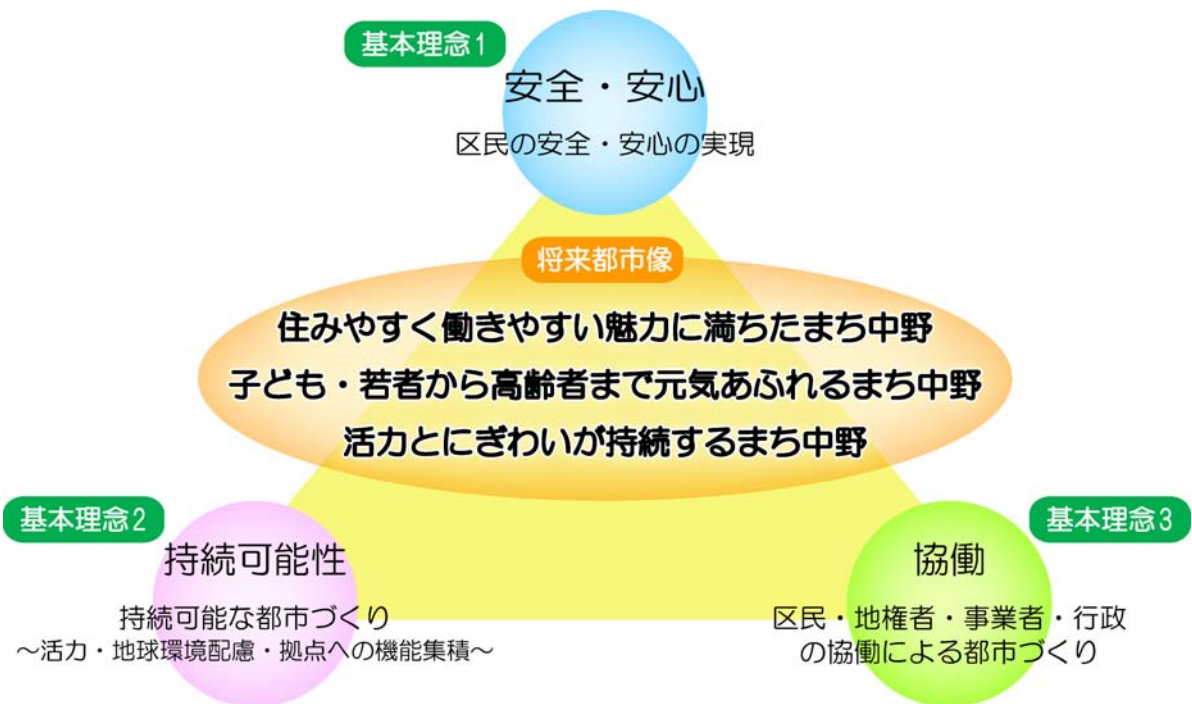 基本理念1
安全・安心
区民の安全・安心の実現
将来都市像
住みやすく働きやすい魅力に満ちたまち中野
子ども・若者から高齢者まで元気あふれるまち中野
活力とにぎわいが持続するまち中野
基本理念2
持続可能性
持続可能な都市づくり
～活力・地球環境配慮・拠点への機能集積～
基本理念3
協働
区民・地権者・事業者・行政
の協働による都市づくり